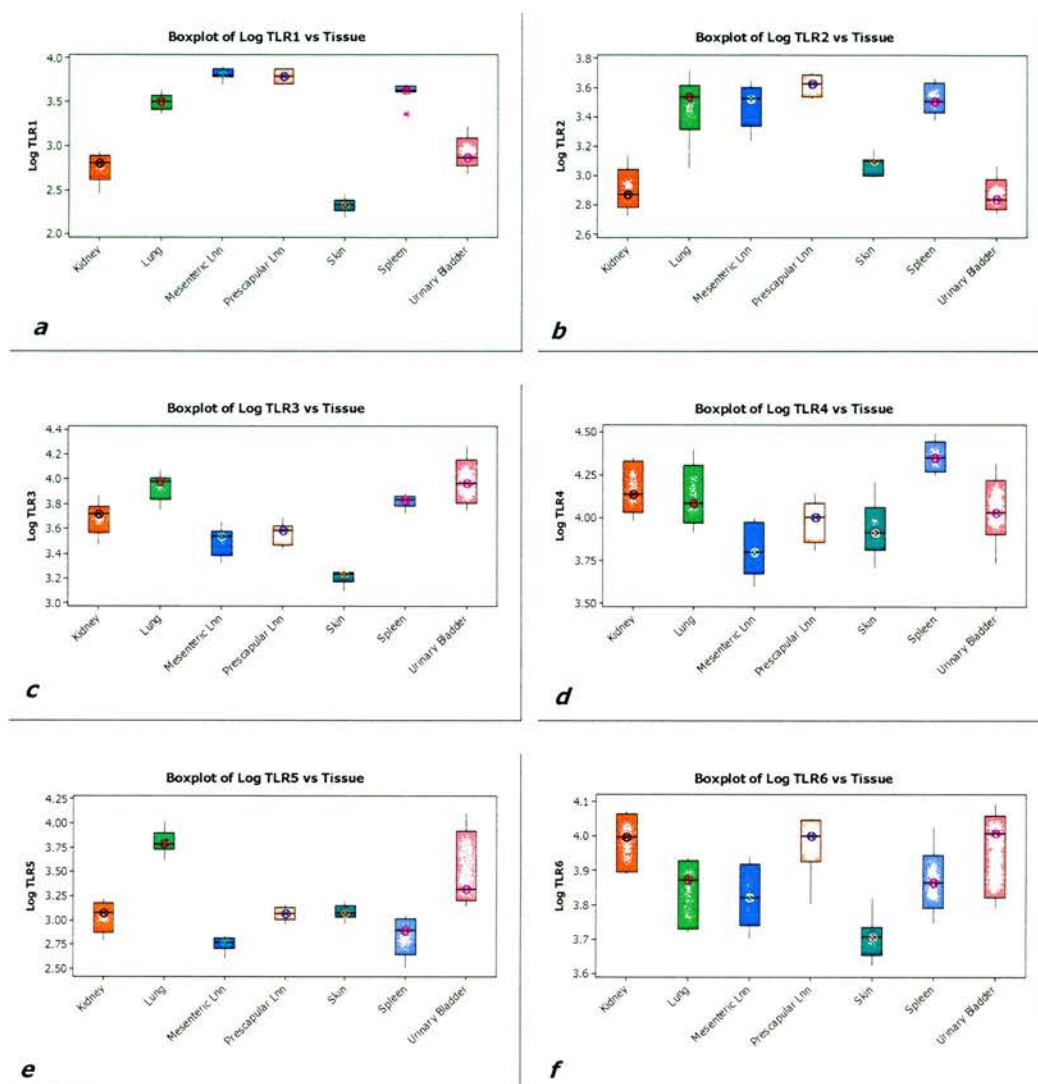 Boxplot of Log TLR1 vs Tissue
4.0
3.5
3.0
2.5
2.0
Log TLR1
Kidney
Lung
Mesenteric Lnn
Prescapular Lnn
Skin
Spleen
Urinary Bladder
a
Boxplot of Log TLR2 vs Tissue
3.8
3.6
3.4
3.2
3.0
2.8
2.6
Log TLR2
Kidney
Lung
Mesenteric Lnn
Prescapular Lnn
Skin
Spleen
Urinary Bladder
b
Boxplot of Log TLR3 vs Tissue
4.4
4.2
4.0
3.8
3.6
3.4
3.2
3.0
Log TLR3
Kidney
Lung
Mesenteric Lnn
Prescapular Lnn
Skin
Spleen
Urinary Bladder
c
Boxplot of Log TLR4 vs Tissue
4.50
4.25
4.00
3.75
3.50
Log TLR4
Kidney
Lung
Mesenteric Lnn
Prescapular Lnn
Skin
Spleen
Urinary Bladder
d
Boxplot of Log TLR5 vs Tissue
4.25
4.00
3.75
3.50
3.25
3.00
2.75
2.50
Log TLR5
Kidney
Lung
Mesenteric Lnn
Prescapular Lnn
Skin
Spleen
Urinary Bladder
e
Boxplot of Log TLR6 vs Tissue
4.1
4.0
3.9
3.8
3.7
3.6
Log TLR6
Kidney
Lung
Mesenteric Lnn
Prescapular Lnn
Skin
Spleen
Urinary Bladder
f